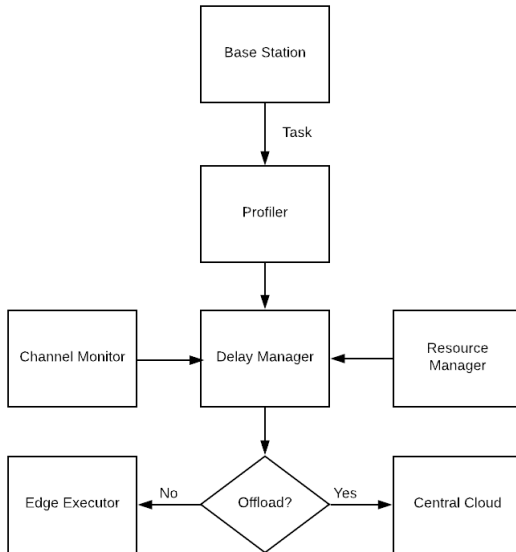 Base Station
Task
Profiler
Channel Monitor
Delay Manager
Resource
Manager
Edge Executor
No
Offload?
Yes
Central Cloud